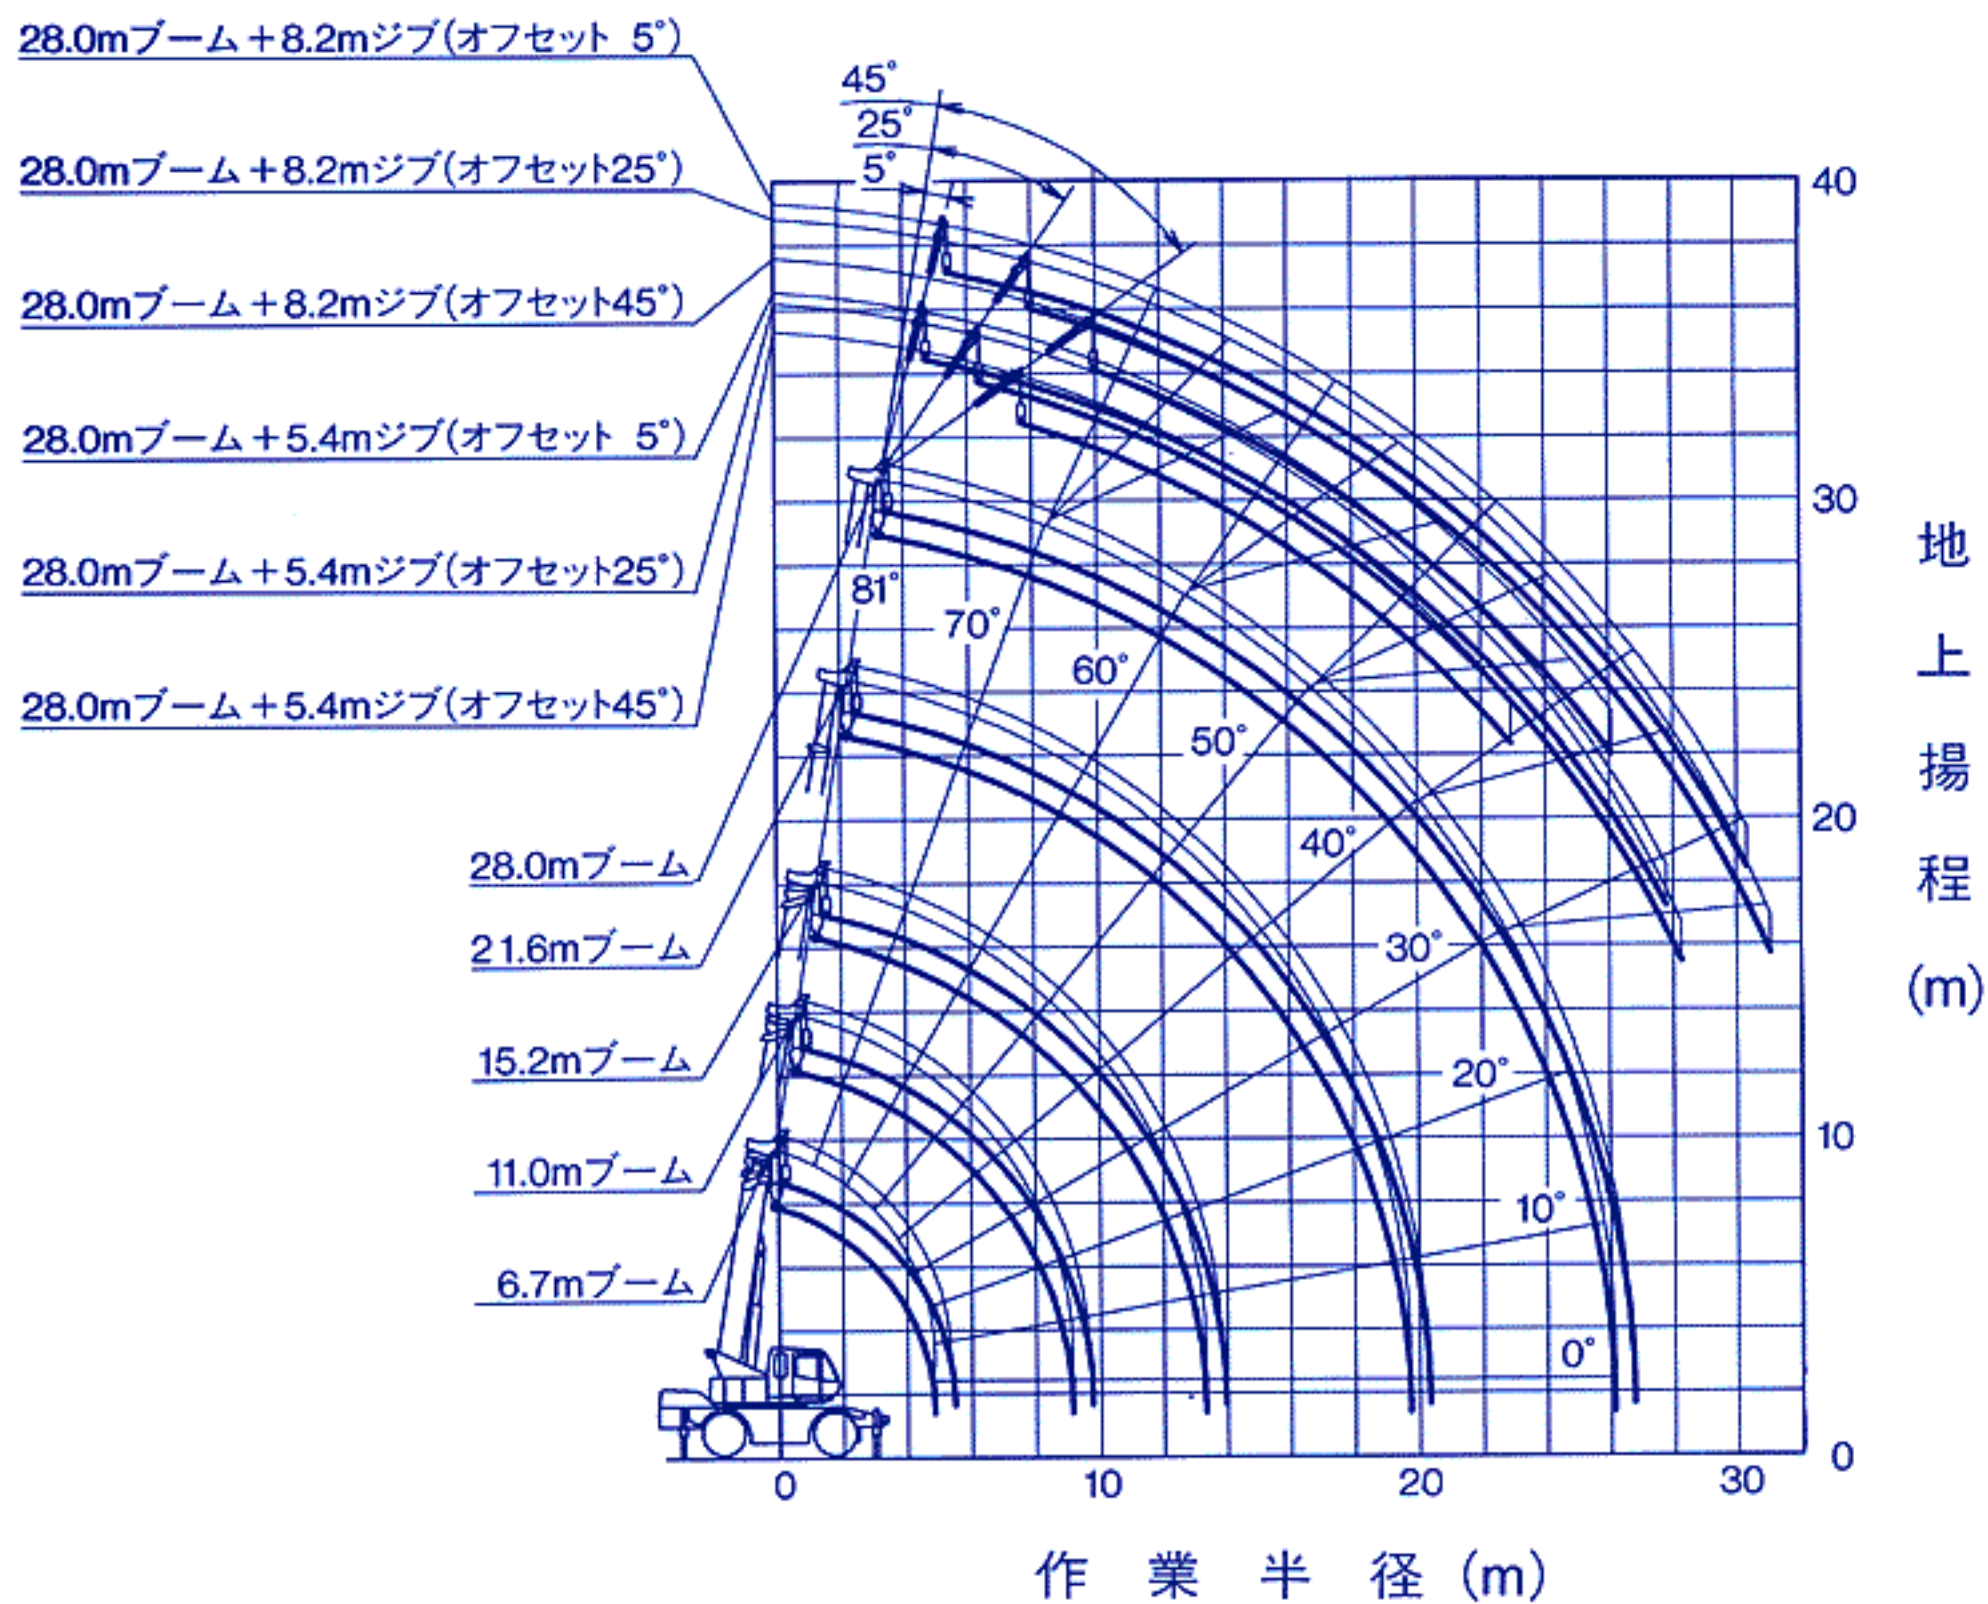 28.0mブーム+8.2mジブ(オフセット 5°)
28.0mブーム+8.2mジブ(オフセット25°)
28.0mブーム+8.2mジブ(オフセット45°)
28.0mブーム+5.4mジブ(オフセット 5°)
28.0mブーム+5.4mジブ(オフセット25°)
28.0mブーム+5.4mジブ(オフセット45°)
28.0mブーム
21.6mブーム
15.2mブーム
11.0mブーム
6.7mブーム
45°
25°
5°
81°
70°
60°
50°
40°
30°
20°
10°
0°
40
30
20
10
0
地上揚程(m)
0 10 20 30
作業半径(m)